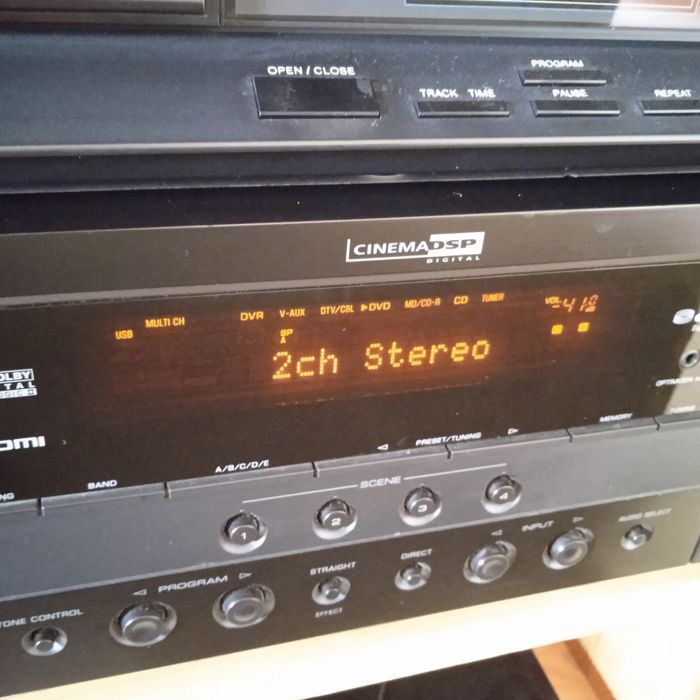 OPEN / CLOSE
PROGRAM
TRACK TIME
PAUSE
REPEAT
CINEMA DSP
DIGITAL
USB
MULTI CH
DVR
V-AUX
DTV/CBL
DVD
MD/CD-R
CD
TUNER
VOL
SP
A
2ch Stereo
BAND
A/B/C/D/E
PRESET/TUNING
MEMORY
SCENE
1
2
3
4
PROGRAM
STRAIGHT
EFFECT
DIRECT
INPUT
AUDIO SELECT
TONE CONTROL